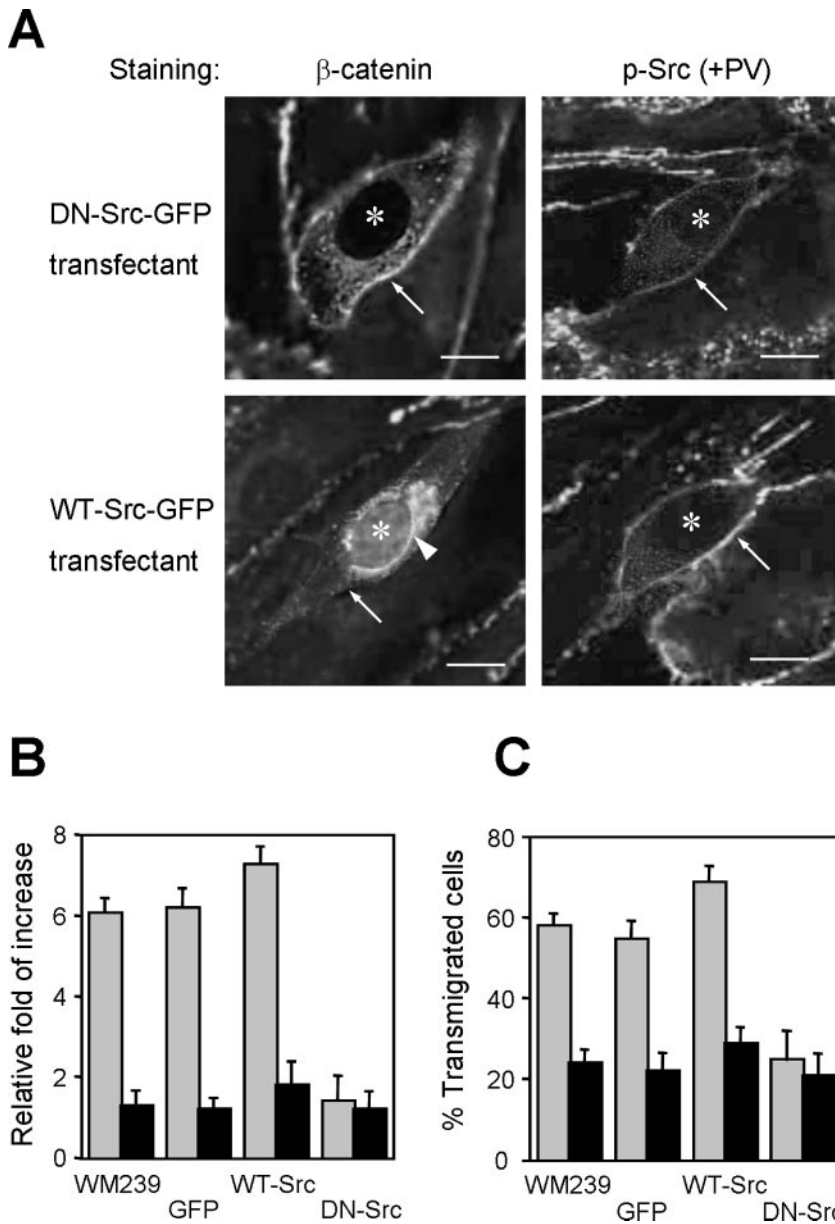 A
Staining: β-catenin p-Src (+PV)
DN-Src-GFP
transfectant
*
*
WT-Src-GFP
transfectant
*
*
B
Relative fold of increase
8
6
4
2
0
WM239
GFP
WT-Src
DN-Src
C
% Transmigrated cells
80
60
40
20
0
WM239
GFP
WT-Src
DN-Src